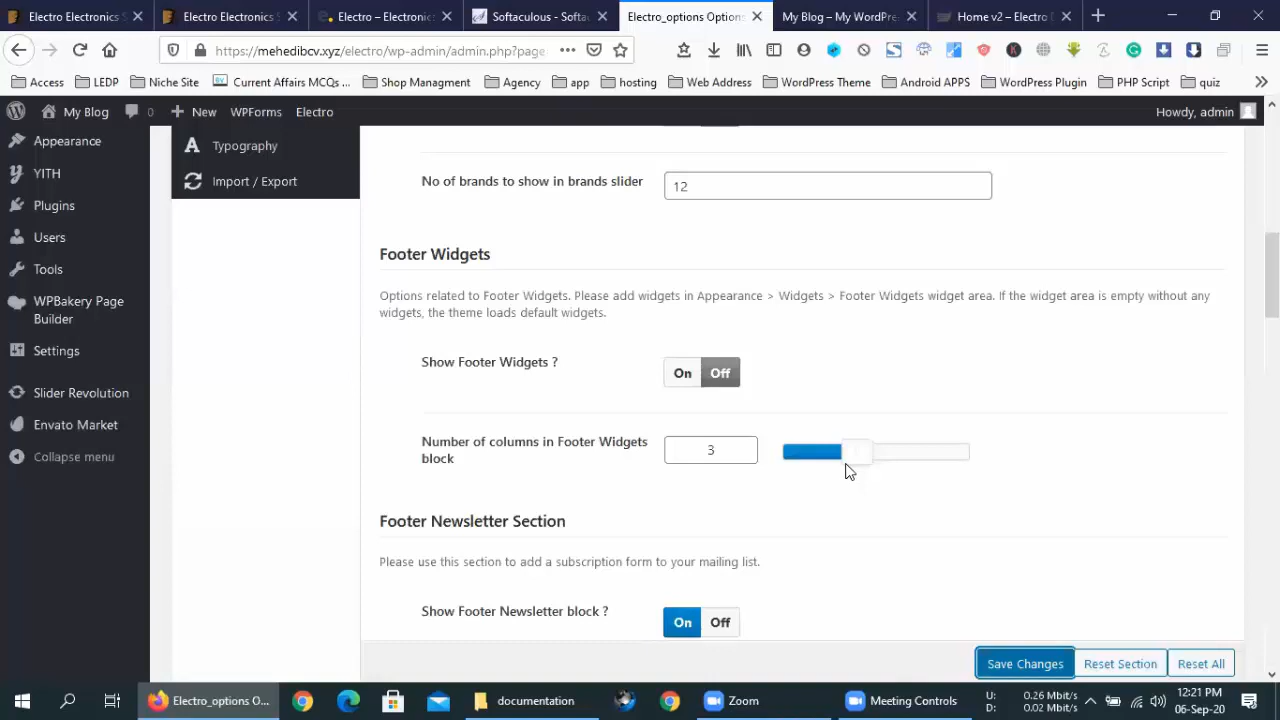 Electro Electronics S
Electro Electronics S
Electro – Electronic
Softaculous - Softac
Electro_options Options
My Blog – My WordPre
Home v2 – Electro D
https://mehedibcv.xyz/electro/wp-admin/admin.php?page
Access
LEDP
Niche Site
Current Affairs MCQs ...
Shop Managment
Agency
app
hosting
Web Address
WordPress Theme
Android APPS
WordPress Plugin
PHP Script
quiz
My Blog
0
New
WPForms
Electro
Howdy, admin
Appearance
YITH
Plugins
Users
Tools
WPBakery Page
Builder
Settings
Slider Revolution
Envato Market
Collapse menu
Typography
Import / Export
No of brands to show in brands slider
12
Footer Widgets
Options related to Footer Widgets. Please add widgets in Appearance > Widgets > Footer Widgets widget area. If the widget area is empty without any
widgets, the theme loads default widgets.
Show Footer Widgets ?
On Off
Number of columns in Footer Widgets
block
3
Footer Newsletter Section
Please use this section to add a subscription form to your mailing list.
Show Footer Newsletter block ?
On Off
Save Changes
Reset Section
Reset All
Electro_options O...
documentation
Zoom
Meeting Controls
U: 0.26 Mbit/s
D: 0.02 Mbit/s
12:21 PM
06-Sep-20